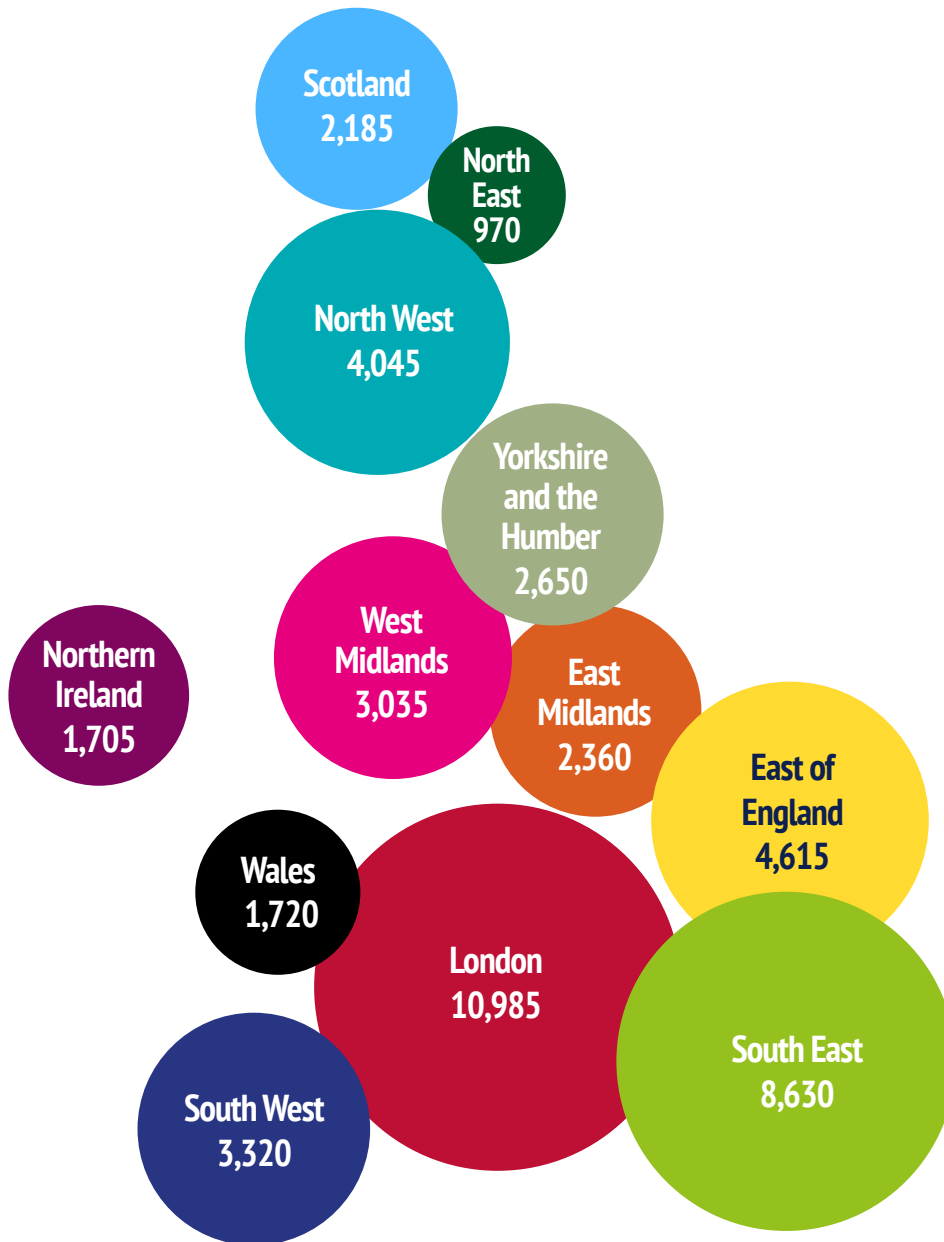 Scotland
2,185
North
East
970
North West
4,045
Yorkshire
and the
Humber
2,650
West
Midlands
3,035
Northern
Ireland
1,705
East
Midlands
2,360
East of
England
4,615
Wales
1,720
London
10,985
South East
8,630
South West
3,320